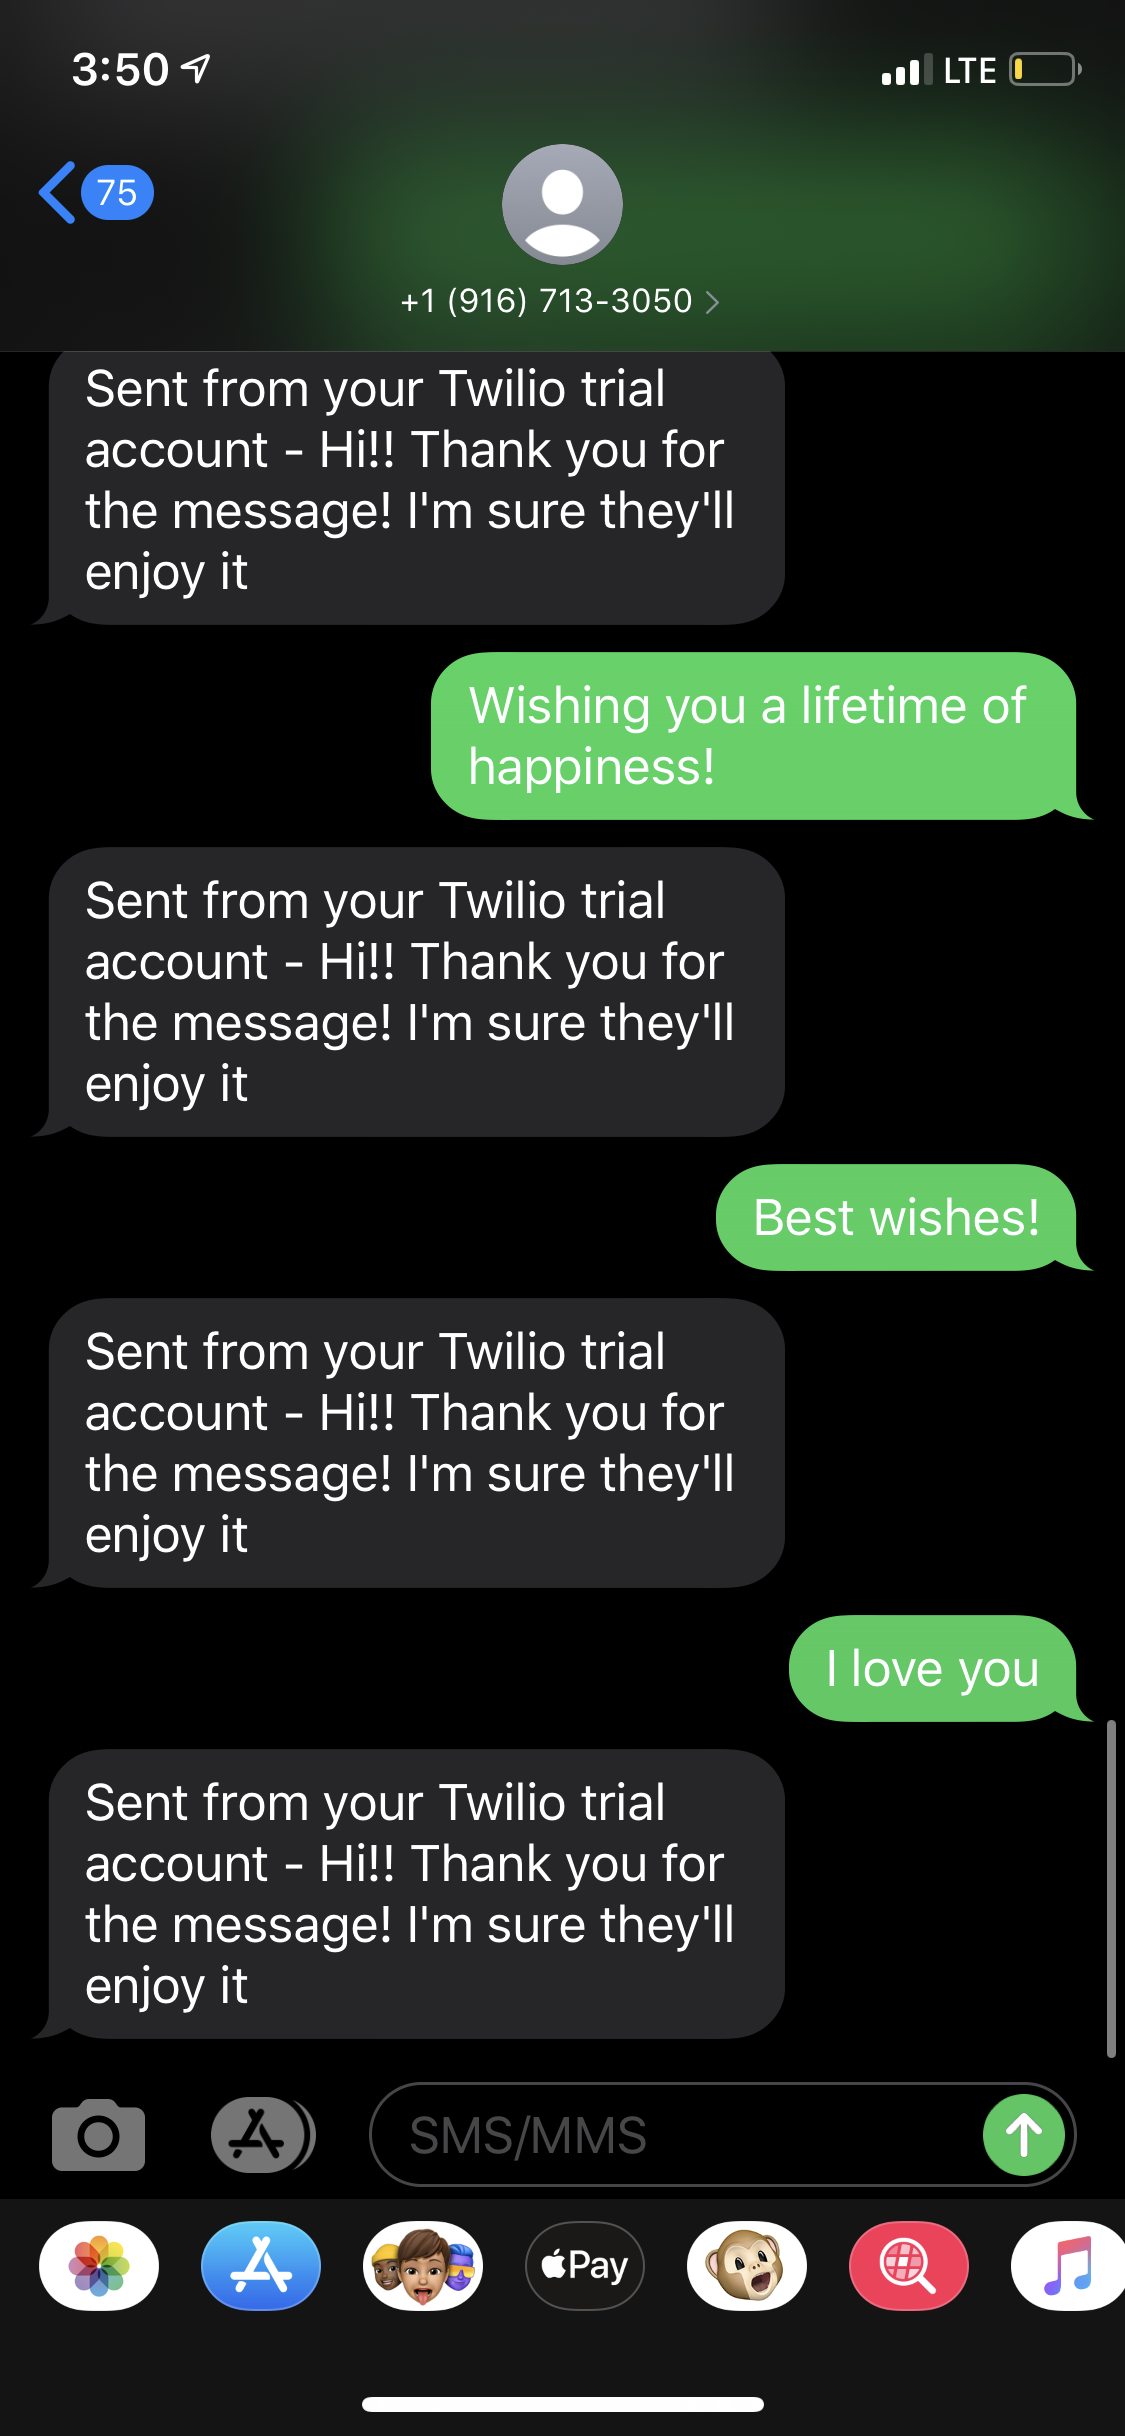 3:50
LTE
75
+1 (916) 713-3050
Sent from your Twilio trial
account - Hi!! Thank you for
the message! I'm sure they'll
enjoy it
Wishing you a lifetime of
happiness!
Sent from your Twilio trial
account - Hi!! Thank you for
the message! I'm sure they'll
enjoy it
Best wishes!
Sent from your Twilio trial
account - Hi!! Thank you for
the message! I'm sure they'll
enjoy it
I love you
Sent from your Twilio trial
account - Hi!! Thank you for
the message! I'm sure they'll
enjoy it
SMS/MMS
Pay